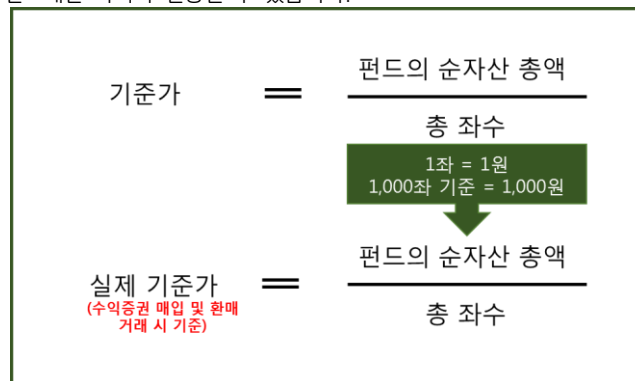 기준가 = 펀드의 순자산 총액
총 좌수
1좌 = 1원
1,000좌 기준 = 1,000원
실제 기준가 = 펀드의 순자산 총액
(수익증권 매입 및 환매
거래 시 기준)
총 좌수